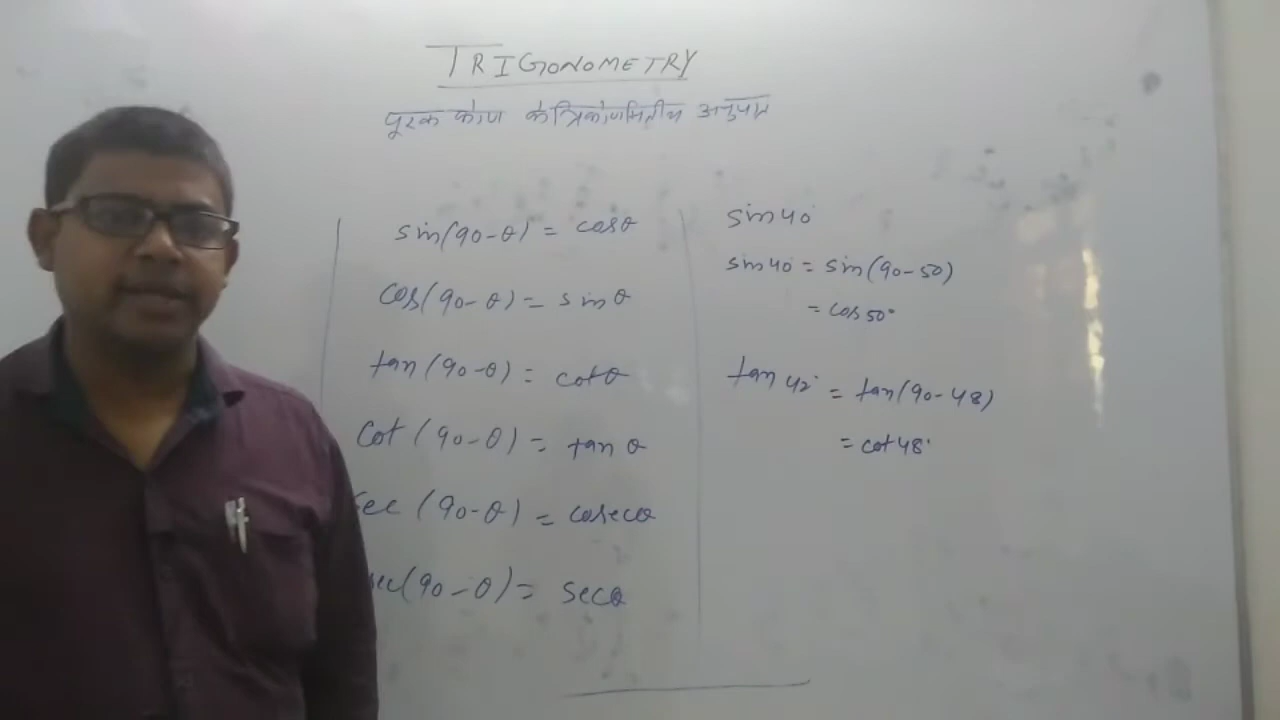 TRIGONOMETRY
पूरक कोण के त्रिकोणमितीय अनुपात
sin(90-θ) = cosθ
cos(90-θ) = sinθ
tan(90-θ) = cotθ
cot(90-θ) = tanθ
sec(90-θ) = cosecθ
sec(90-θ) = secθ
sin40°
sin40° = sin(90-50)
= cos50°
tan42° = tan(90-48)
= cot48°